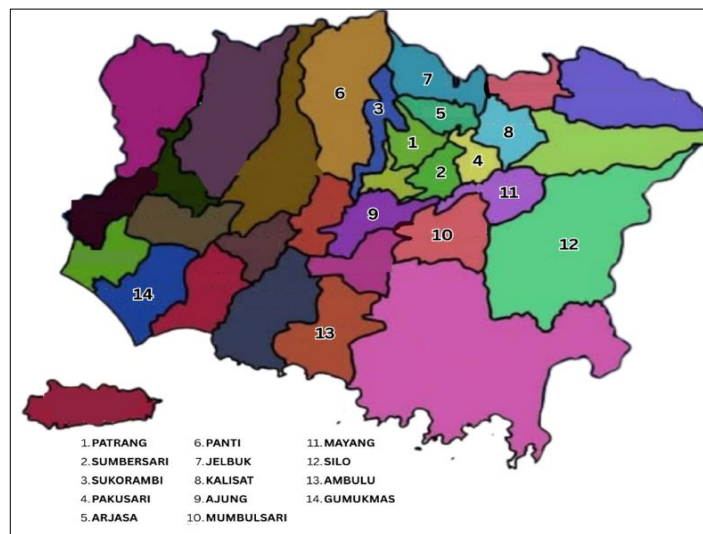 6
7
3
5
1
8
4
2
11
9
10
12
14
13
1. PATRANG
2. SUMBERSARI
3. SUKORAMBI
4. PAKUSARI
5. ARJASA
6. PANTI
7. JELBUK
8. KALISAT
9. AJUNG
10. MUMBULSARI
11. MAYANG
12. SILO
13. AMBULU
14. GUMUKMAS